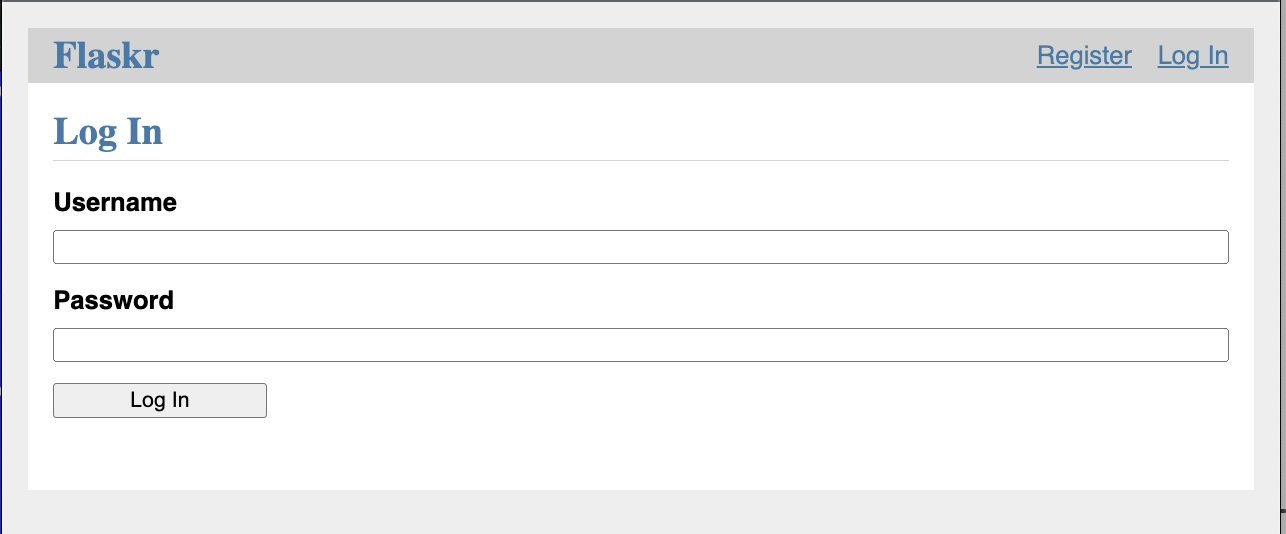 Flaskr Register Log In
Log In
Username
Password
Log In